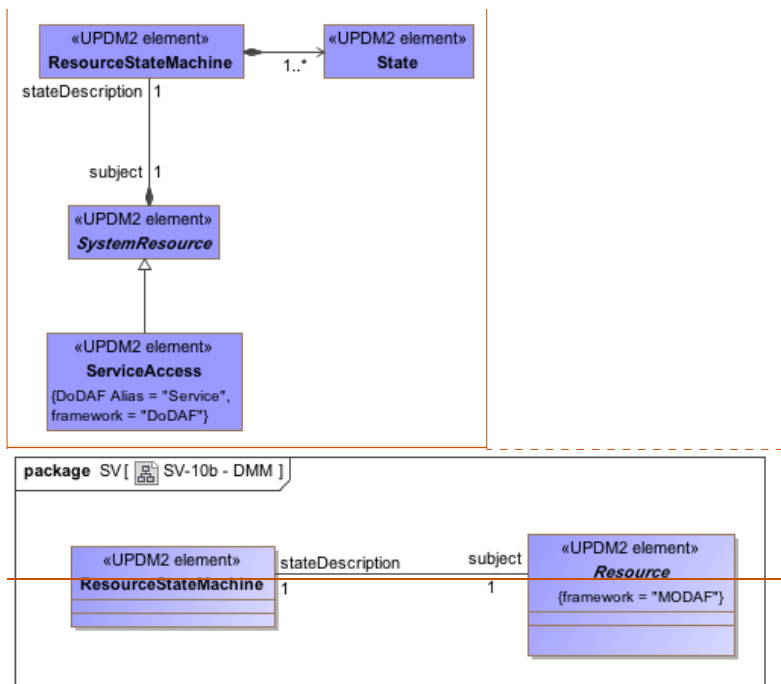 «UPDM2 element»
ResourceStateMachine
1..*
«UPDM2 element»
State
stateDescription 1
subject 1
«UPDM2 element»
SystemResource
«UPDM2 element»
ServiceAccess
{DoDAF Alias = "Service",
framework = "DoDAF"}
package SV [ SV-10b - DMM ]
«UPDM2 element»
ResourceStateMachine
stateDescription
1
subject
1
«UPDM2 element»
Resource
{framework = "MODAF"}